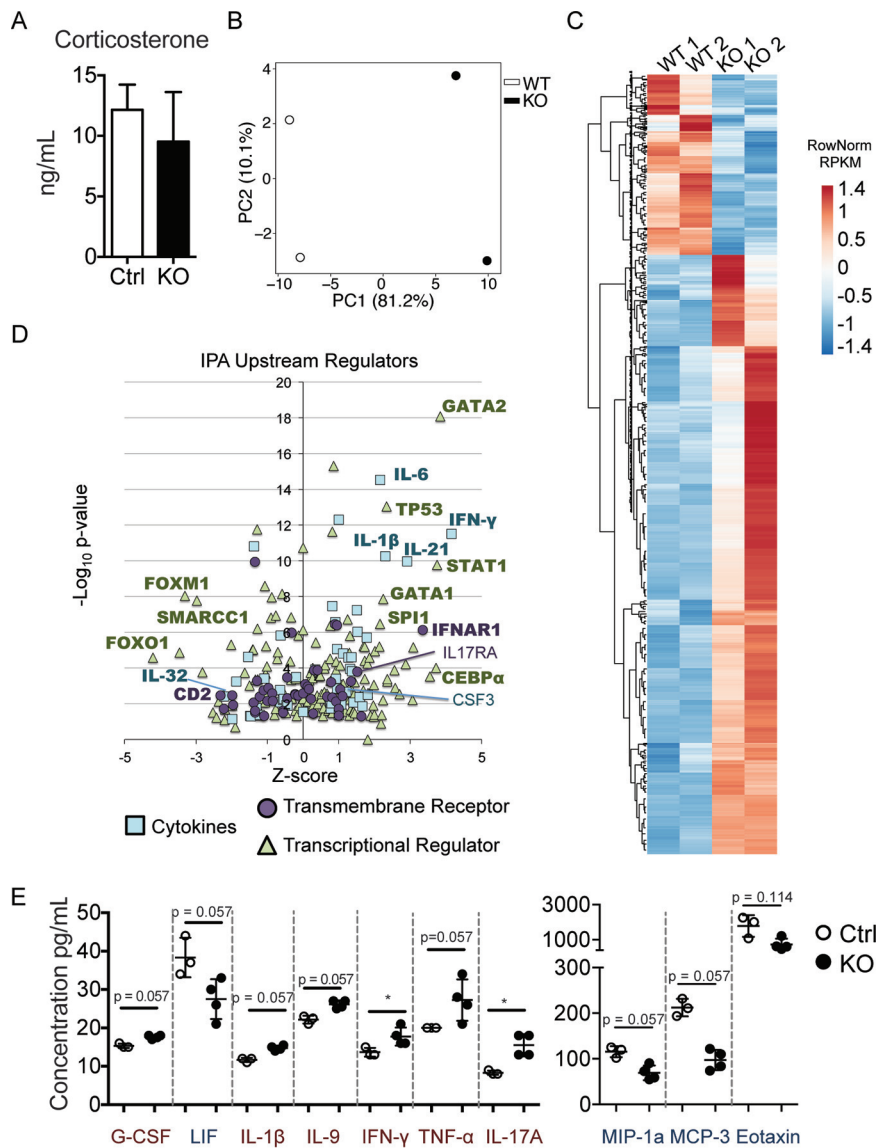 A
Corticosterone
15
10
5
0
ng/mL
Ctrl
KO
B
WT
KO
4
2
0
−2
PC2 (10.1%)
−10
−5
0
5
10
PC1 (81.2%)
C
WT 1
WT 2
KO 1
KO 2
RowNorm
RPKM
1.4
1
0.5
0
-0.5
-1
-1.4
D
IPA Upstream Regulators
20
18
16
14
12
10
8
6
4
2
0
-Log10 p-value
GATA2
IL-6
TP53
IFN-γ
IL-1β
IL-21
STAT1
FOXM1
GATA1
SMARCC1
SPI1
FOXO1
IFNAR1
IL17RA
IL-32
CEBPα
CD2
CSF3
-5
-3
-1
0
1
3
5
Z-score
Cytokines
Transmembrane Receptor
Transcriptional Regulator
E
Concentration pg/mL
50
40
30
20
10
0
p = 0.057
p = 0.057
p = 0.057
p = 0.057
*
p=0.057
*
G-CSF
LIF
IL-1β
IL-9
IFN-γ
TNF-α
IL-17A
3000
1000
200
100
0
p = 0.057
p = 0.057
p = 0.114
MIP-1a
MCP-3
Eotaxin
Ctrl
KO